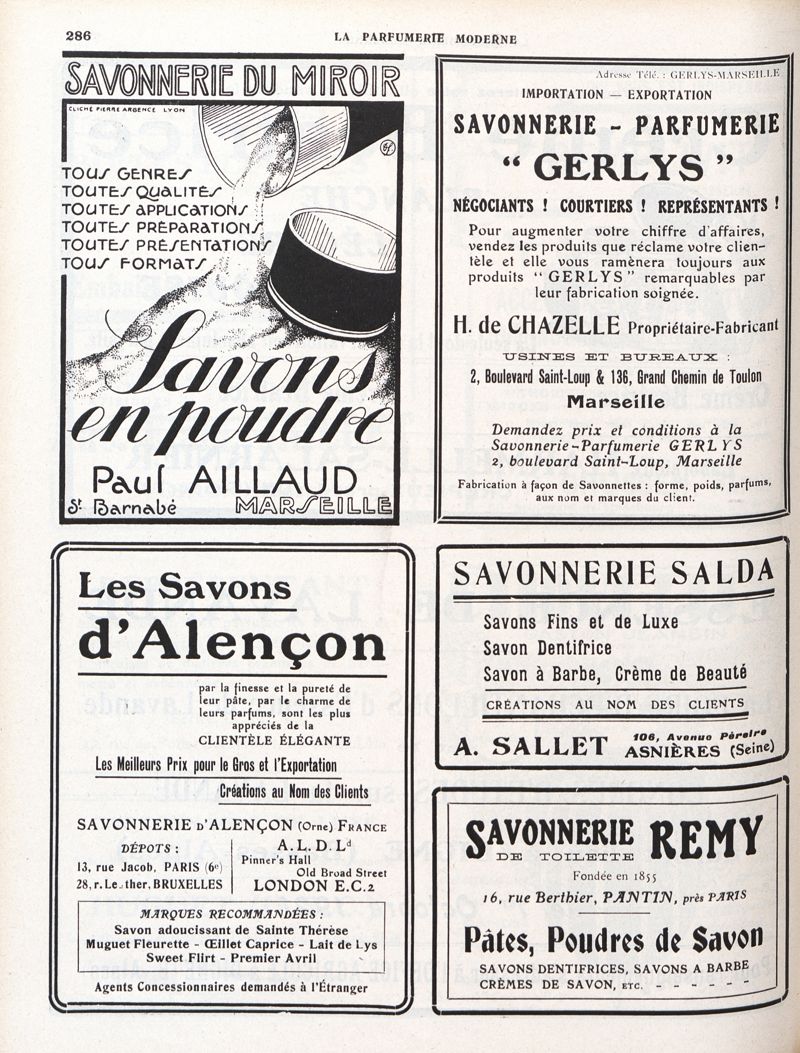 286
LA PARFUMERIE MODERNE
SAVONNERIE DU MIROIR
CLICHÉ PIERRE ARGENCE LYON
TOUS GENRES
TOUTES QUALITÉS
TOUTES APPLICATIONS
TOUTES PRÉPARATIONS
TOUTES PRÉSENTATIONS
TOUS FORMATS
Savons
en poudre
Paul AILLAUD
St Barnabé MARSEILLE
Adresse Télé. : GERLYS-MARSEILLE
IMPORTATION — EXPORTATION
SAVONNERIE - PARFUMERIE
“ GERLYS ”
NÉGOCIANTS ! COURTIERS ! REPRÉSENTANTS !
Pour augmenter votre chiffre d'affaires,
vendez les produits que réclame votre clien-
tèle et elle vous ramènera toujours aux
produits “ GERLYS ” remarquables par
leur fabrication soignée.
H. de CHAZELLE Propriétaire-Fabricant
USINES ET BUREAUX :
2, Boulevard Saint-Loup & 136, Grand Chemin de Toulon
Marseille
Demandez prix et conditions à la
Savonnerie-Parfumerie GERLYS
2, boulevard Saint-Loup, Marseille
Fabrication à façon de Savonnettes : forme, poids, parfums,
aux nom et marques du client.
Les Savons
d'Alençon
par la finesse et la pureté de
leur pâte, par le charme de
leurs parfums, sont les plus
appréciés de la
CLIENTÈLE ÉLÉGANTE
Les Meilleurs Prix pour le Gros et l'Exportation
Créations au Nom des Clients
SAVONNERIE D'ALENÇON (Orne) FRANCE
DÉPOTS :
13, rue Jacob, PARIS (6e)
28, r. ther, BRUXELLES
A. L. D. Ld
Pinner's Hall
Old Broad Street
LONDON E.C.2
MARQUES RECOMMANDÉES :
Savon adoucissant de Sainte Thérèse
Muguet Fleurette - Œillet Caprice - Lait de Lys
Sweet Flirt - Premier Avril
Agents Concessionnaires demandés à l'Étranger
SAVONNERIE SALDA
Savons Fins et de Luxe
Savon Dentifrice
Savon à Barbe, Crème de Beauté
CRÉATIONS AU NOM DES CLIENTS
A. SALLET 106, Avenue Péreire
ASNIÈRES (Seine)
SAVONNERIE REMY
DE TOILETTE
Fondée en 1855
16, rue Berthier, PANTIN, près PARIS
Pâtes, Poudres de Savon
SAVONS DENTIFRICES, SAVONS A BARBE
CRÈMES DE SAVON, ETC. - - - - - -